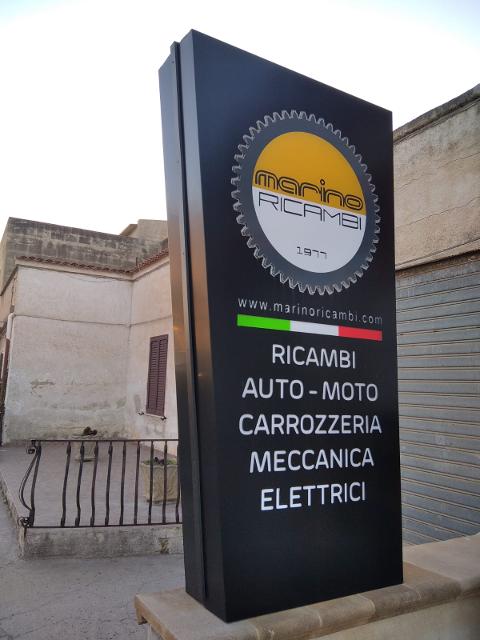 marino
RICAMBI
1977
www.marinoricambi.com
RICAMBI
AUTO - MOTO
CARROZZERIA
MECCANICA
ELETTRICI